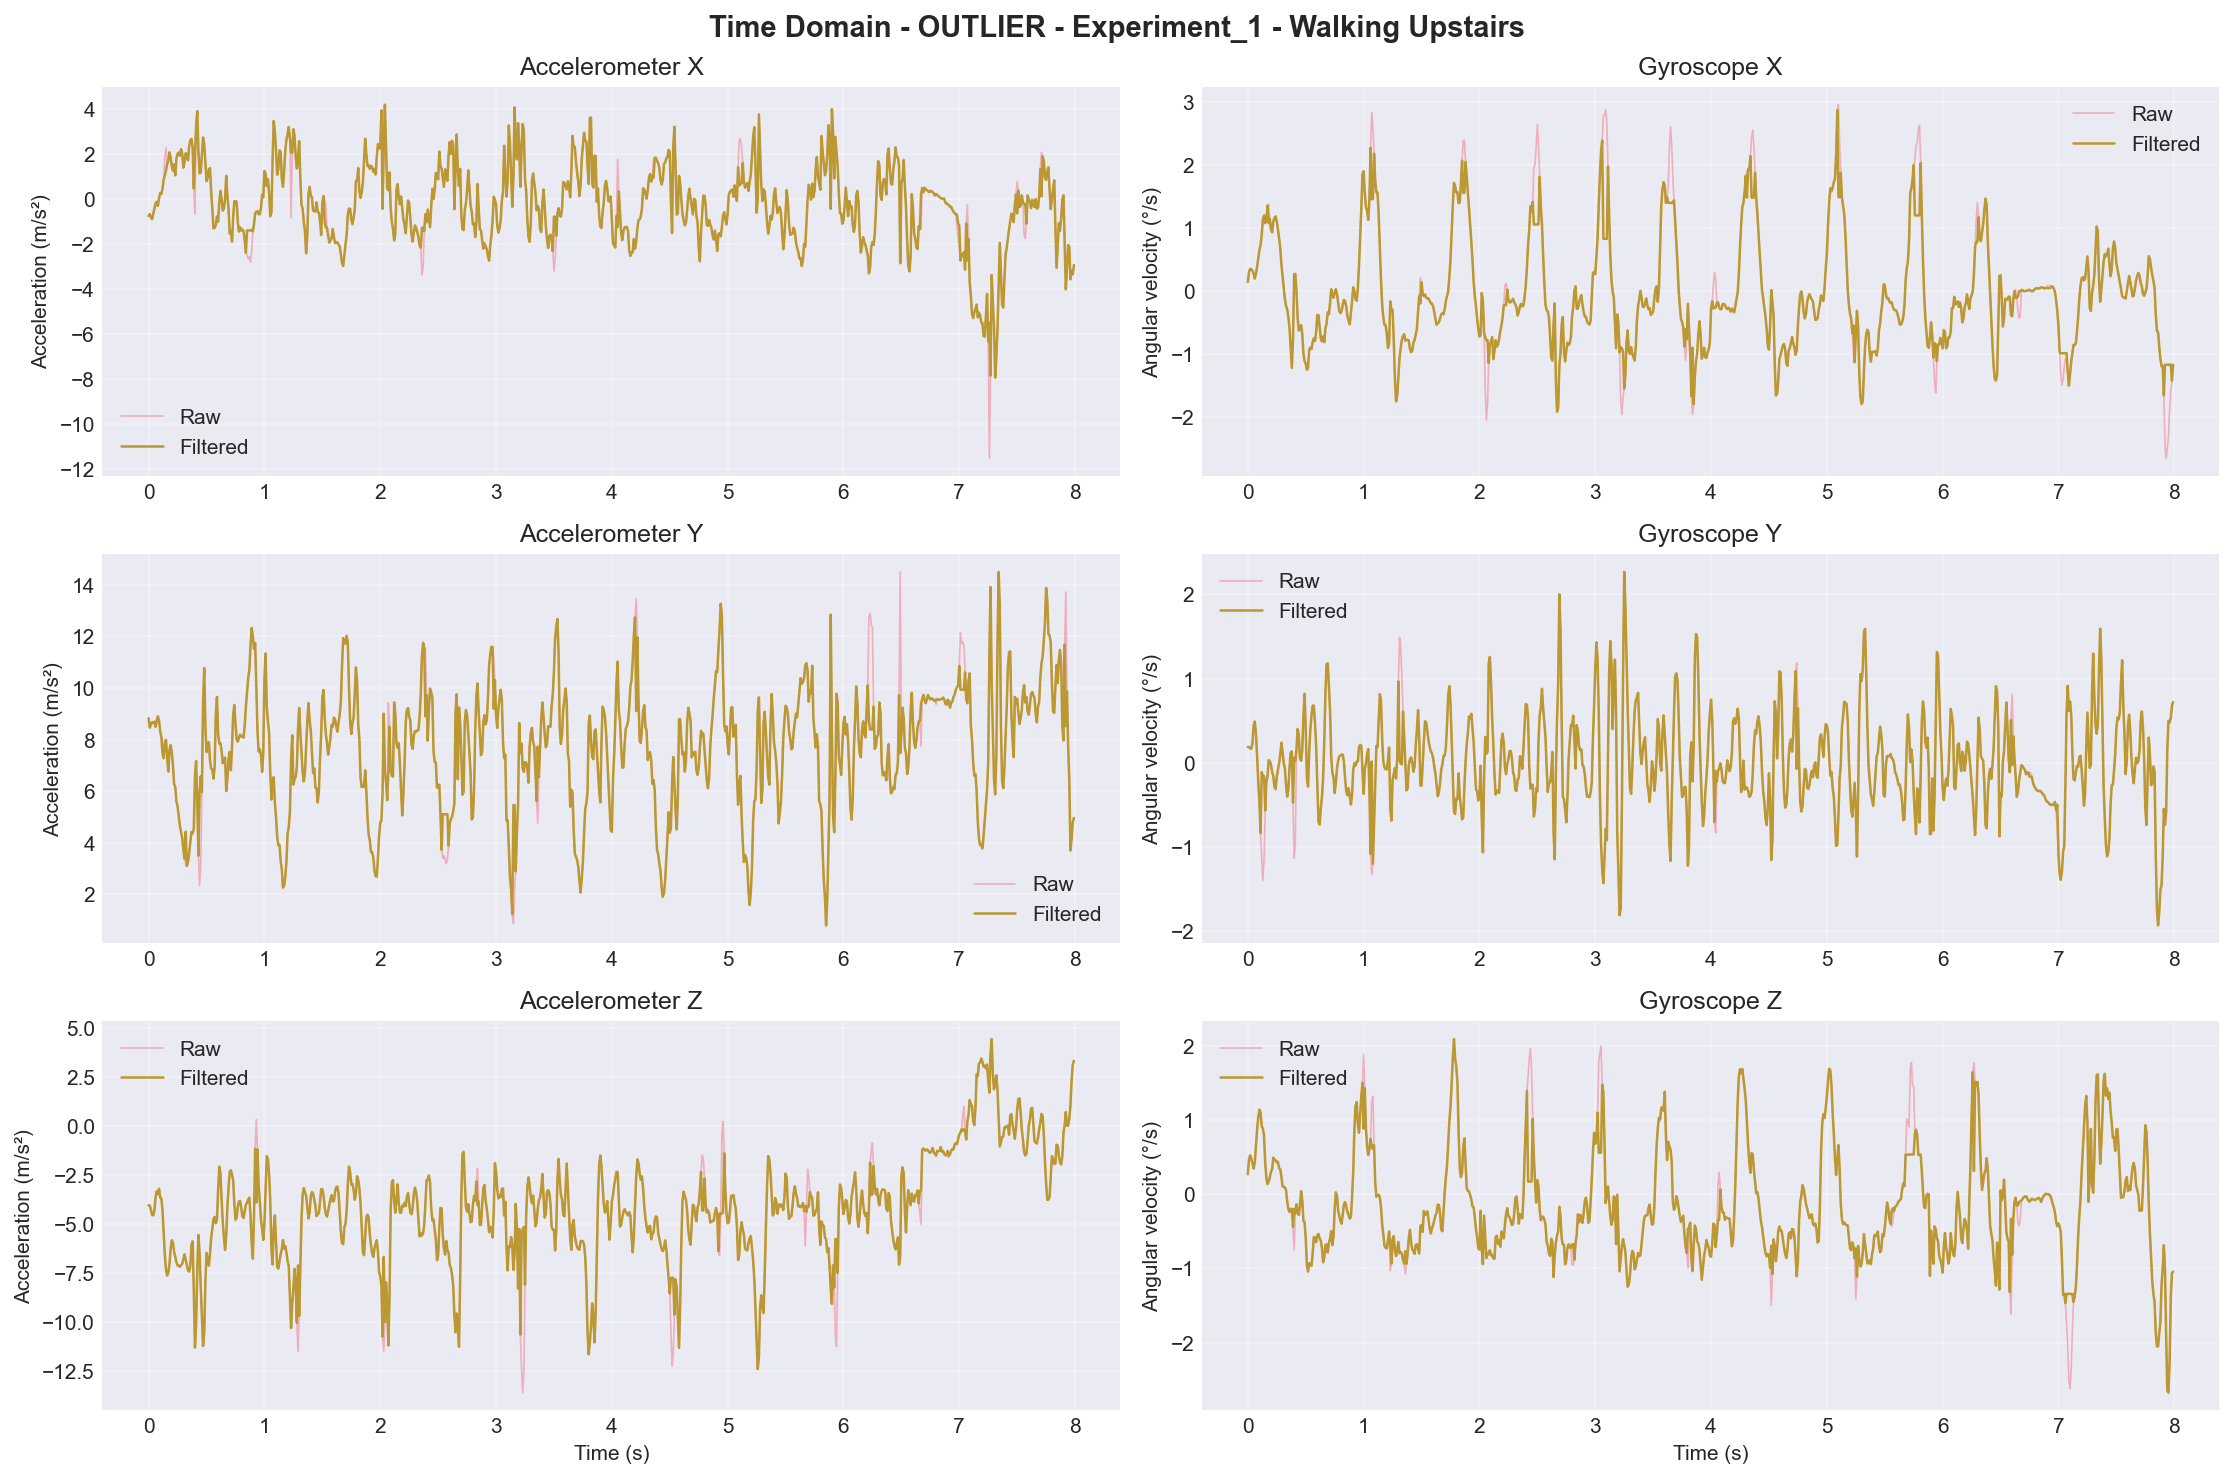 Time Domain - OUTLIER - Experiment_1 - Walking Upstairs
Accelerometer X
Acceleration (m/s²)
4
2
0
−2
−4
−6
−8
−10
−12
0 1 2 3 4 5 6 7 8
Raw
Filtered
Gyroscope X
Angular velocity (°/s)
3
2
1
0
−1
−2
0 1 2 3 4 5 6 7 8
Raw
Filtered
Accelerometer Y
Acceleration (m/s²)
14
12
10
8
6
4
2
0 1 2 3 4 5 6 7 8
Raw
Filtered
Gyroscope Y
Angular velocity (°/s)
2
1
0
−1
−2
0 1 2 3 4 5 6 7 8
Raw
Filtered
Accelerometer Z
Acceleration (m/s²)
5.0
2.5
0.0
−2.5
−5.0
−7.5
−10.0
−12.5
0 1 2 3 4 5 6 7 8
Time (s)
Raw
Filtered
Gyroscope Z
Angular velocity (°/s)
2
1
0
−1
−2
0 1 2 3 4 5 6 7 8
Time (s)
Raw
Filtered